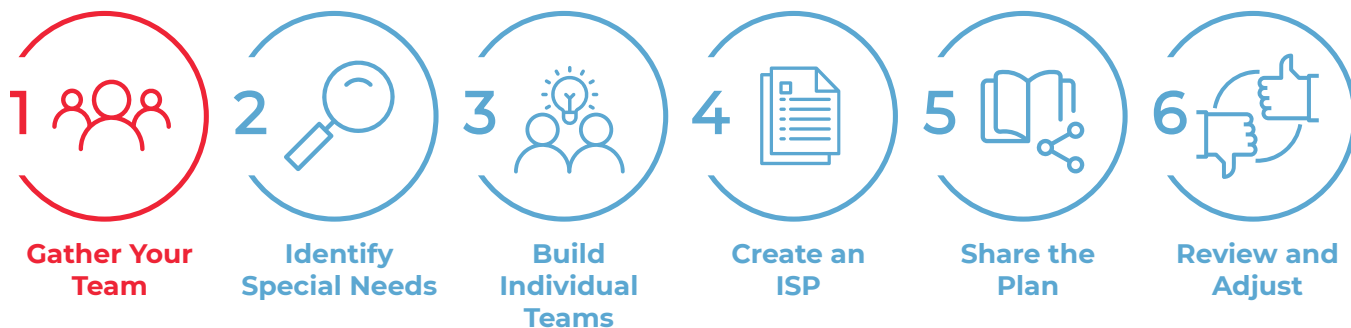 1
Gather Your
Team
2
Identify
Special Needs
3
Build
Individual
Teams
4
Create an
ISP
5
Share the
Plan
6
Review and
Adjust